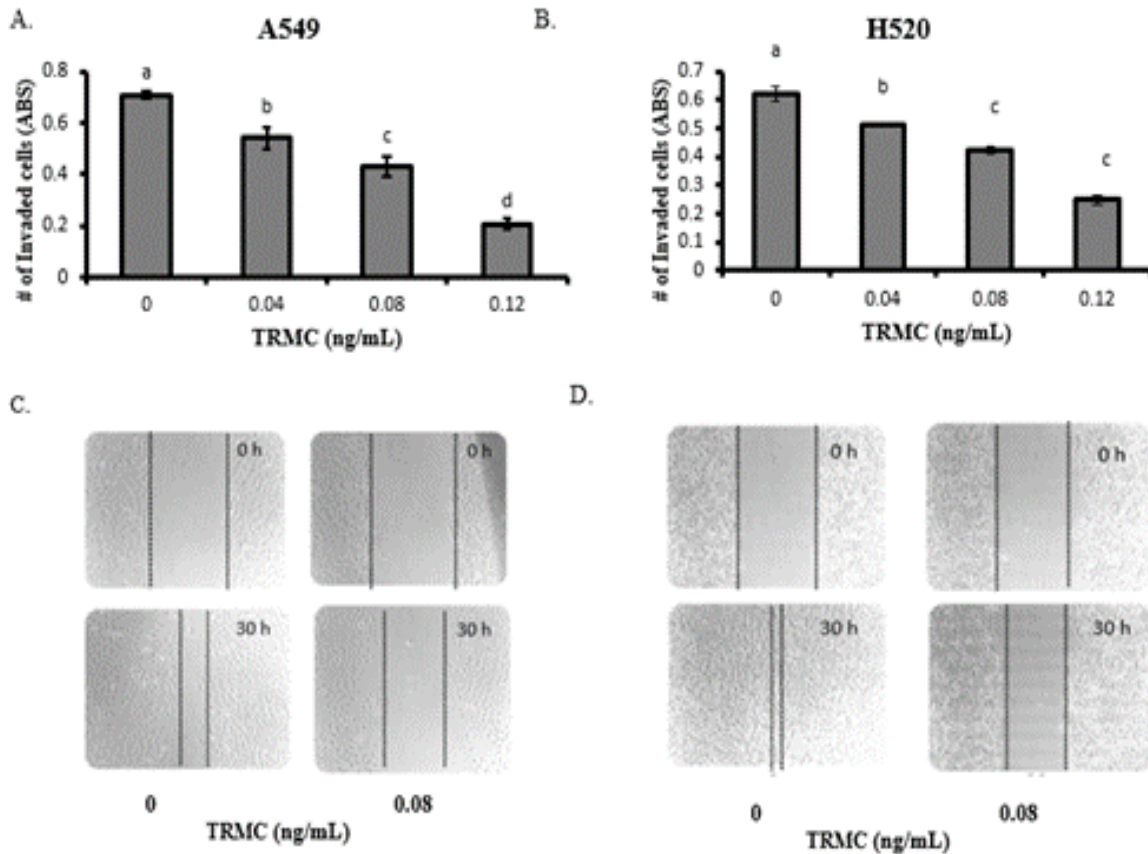 A.
A549
# of Invaded cells (ABS)
0.8
0.6
0.4
0.2
0
a
b
c
d
0 0.04 0.08 0.12
TRMC (ng/mL)
B.
H520
# of Invaded cells (ABS)
0.7
0.6
0.5
0.4
0.3
0.2
0.1
0
a
b
c
c
0 0.04 0.08 0.12
TRMC (ng/mL)
C.
0 h
0 h
30 h
30 h
0 0.08
TRMC (ng/mL)
D.
0 h
0 h
30 h
30 h
0 0.08
TRMC (ng/mL)